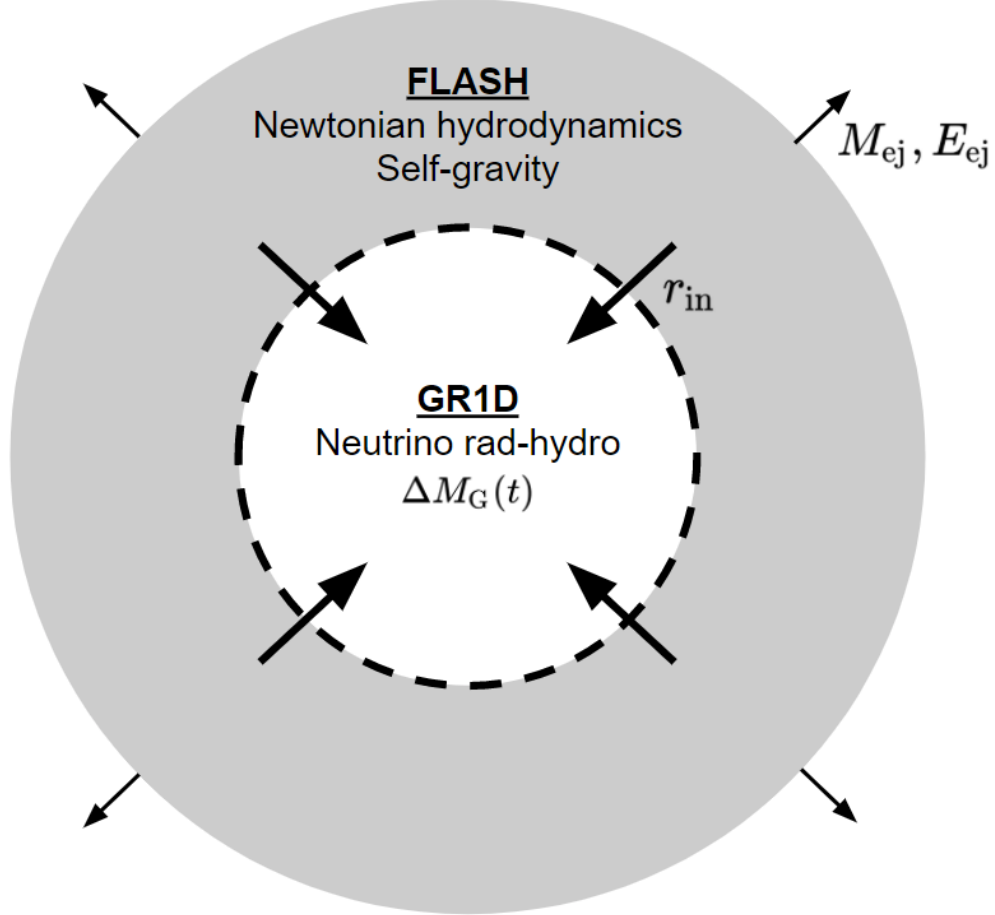 FLASH
Newtonian hydrodynamics
Self-gravity
M_ej, E_ej
r_in
GR1D
Neutrino rad-hydro
ΔM_G(t)